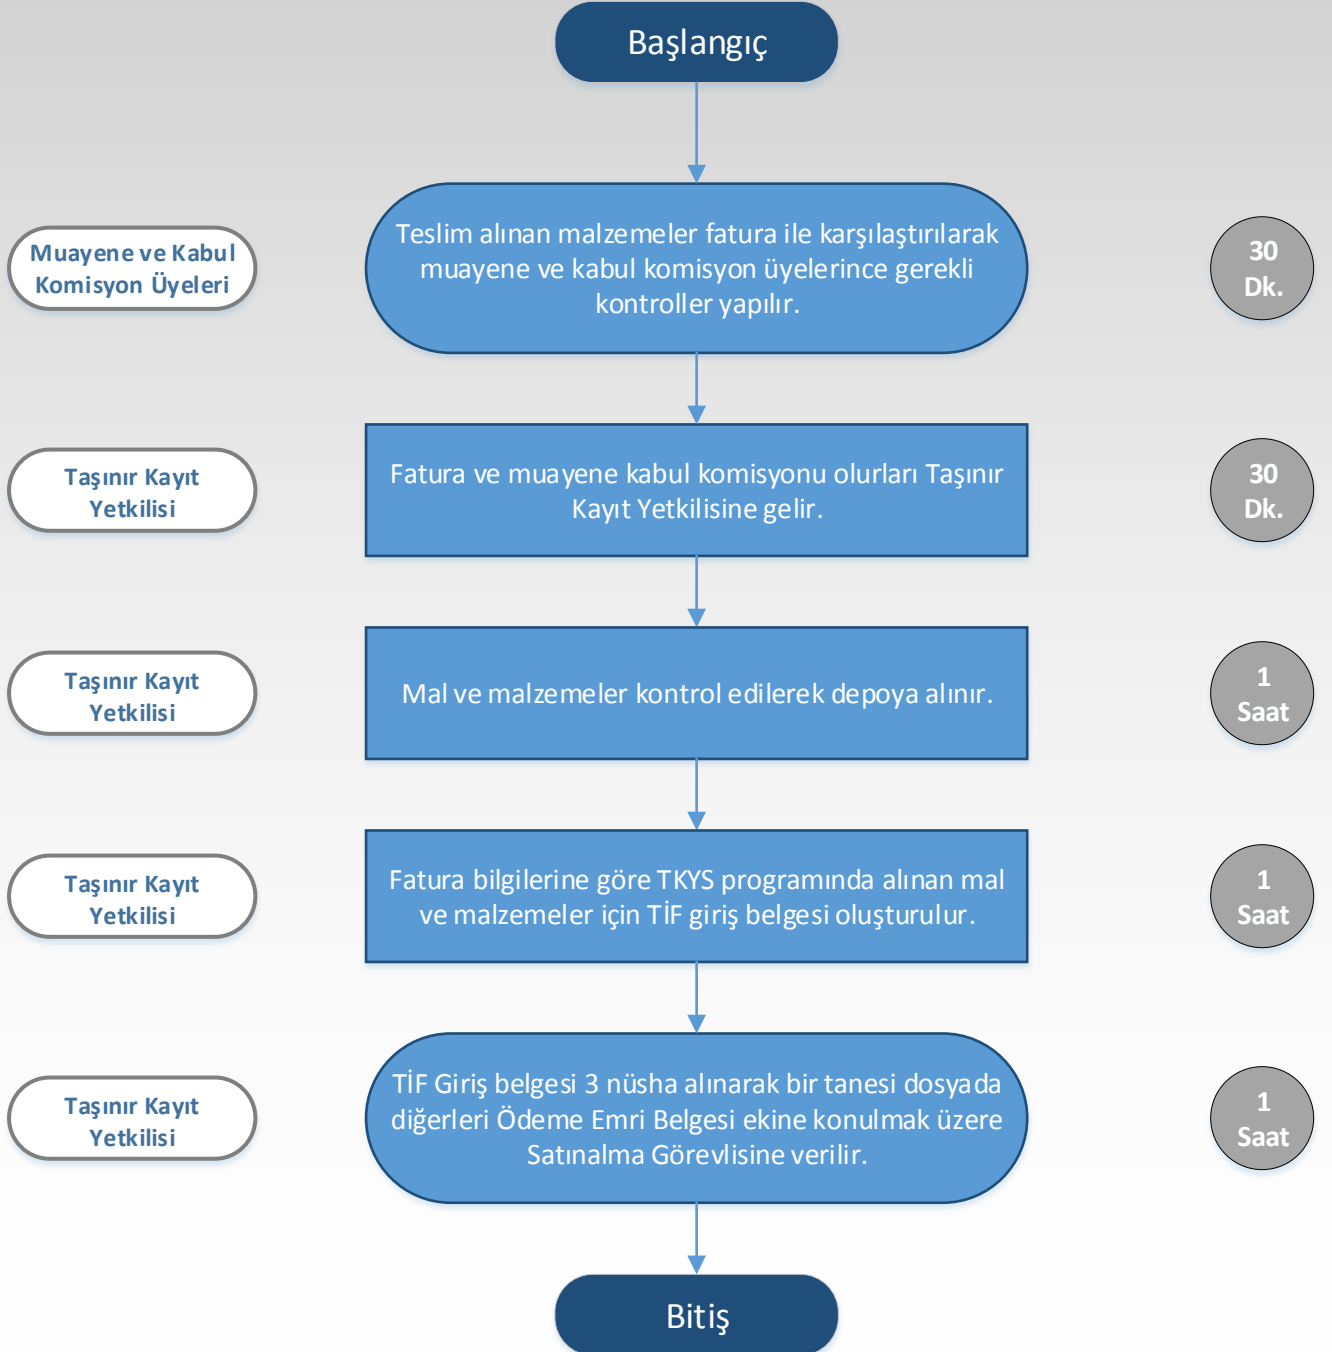 Başlangıç
Muayene ve Kabul
Komisyon Üyeleri
Teslim alınan malzemeler fatura ile karşılaştırılarak
muayene ve kabul komisyon üyelerince gerekli
kontroller yapılır.
30
Dk.
Taşınır Kayıt
Yetkilisi
Fatura ve muayene kabul komisyonu olurları Taşınır
Kayıt Yetkilisine gelir.
30
Dk.
Taşınır Kayıt
Yetkilisi
Mal ve malzemeler kontrol edilerek depoya alınır.
1
Saat
Taşınır Kayıt
Yetkilisi
Fatura bilgilerine göre TKYS programında alınan mal
ve malzemeler için TİF giriş belgesi oluşturulur.
1
Saat
Taşınır Kayıt
Yetkilisi
TİF Giriş belgesi 3 nüsha alınarak bir tanesi dosyada
diğerleri Ödeme Emri Belgesi ekine konulmak üzere
Satınalma Görevlisine verilir.
1
Saat
Bitiş